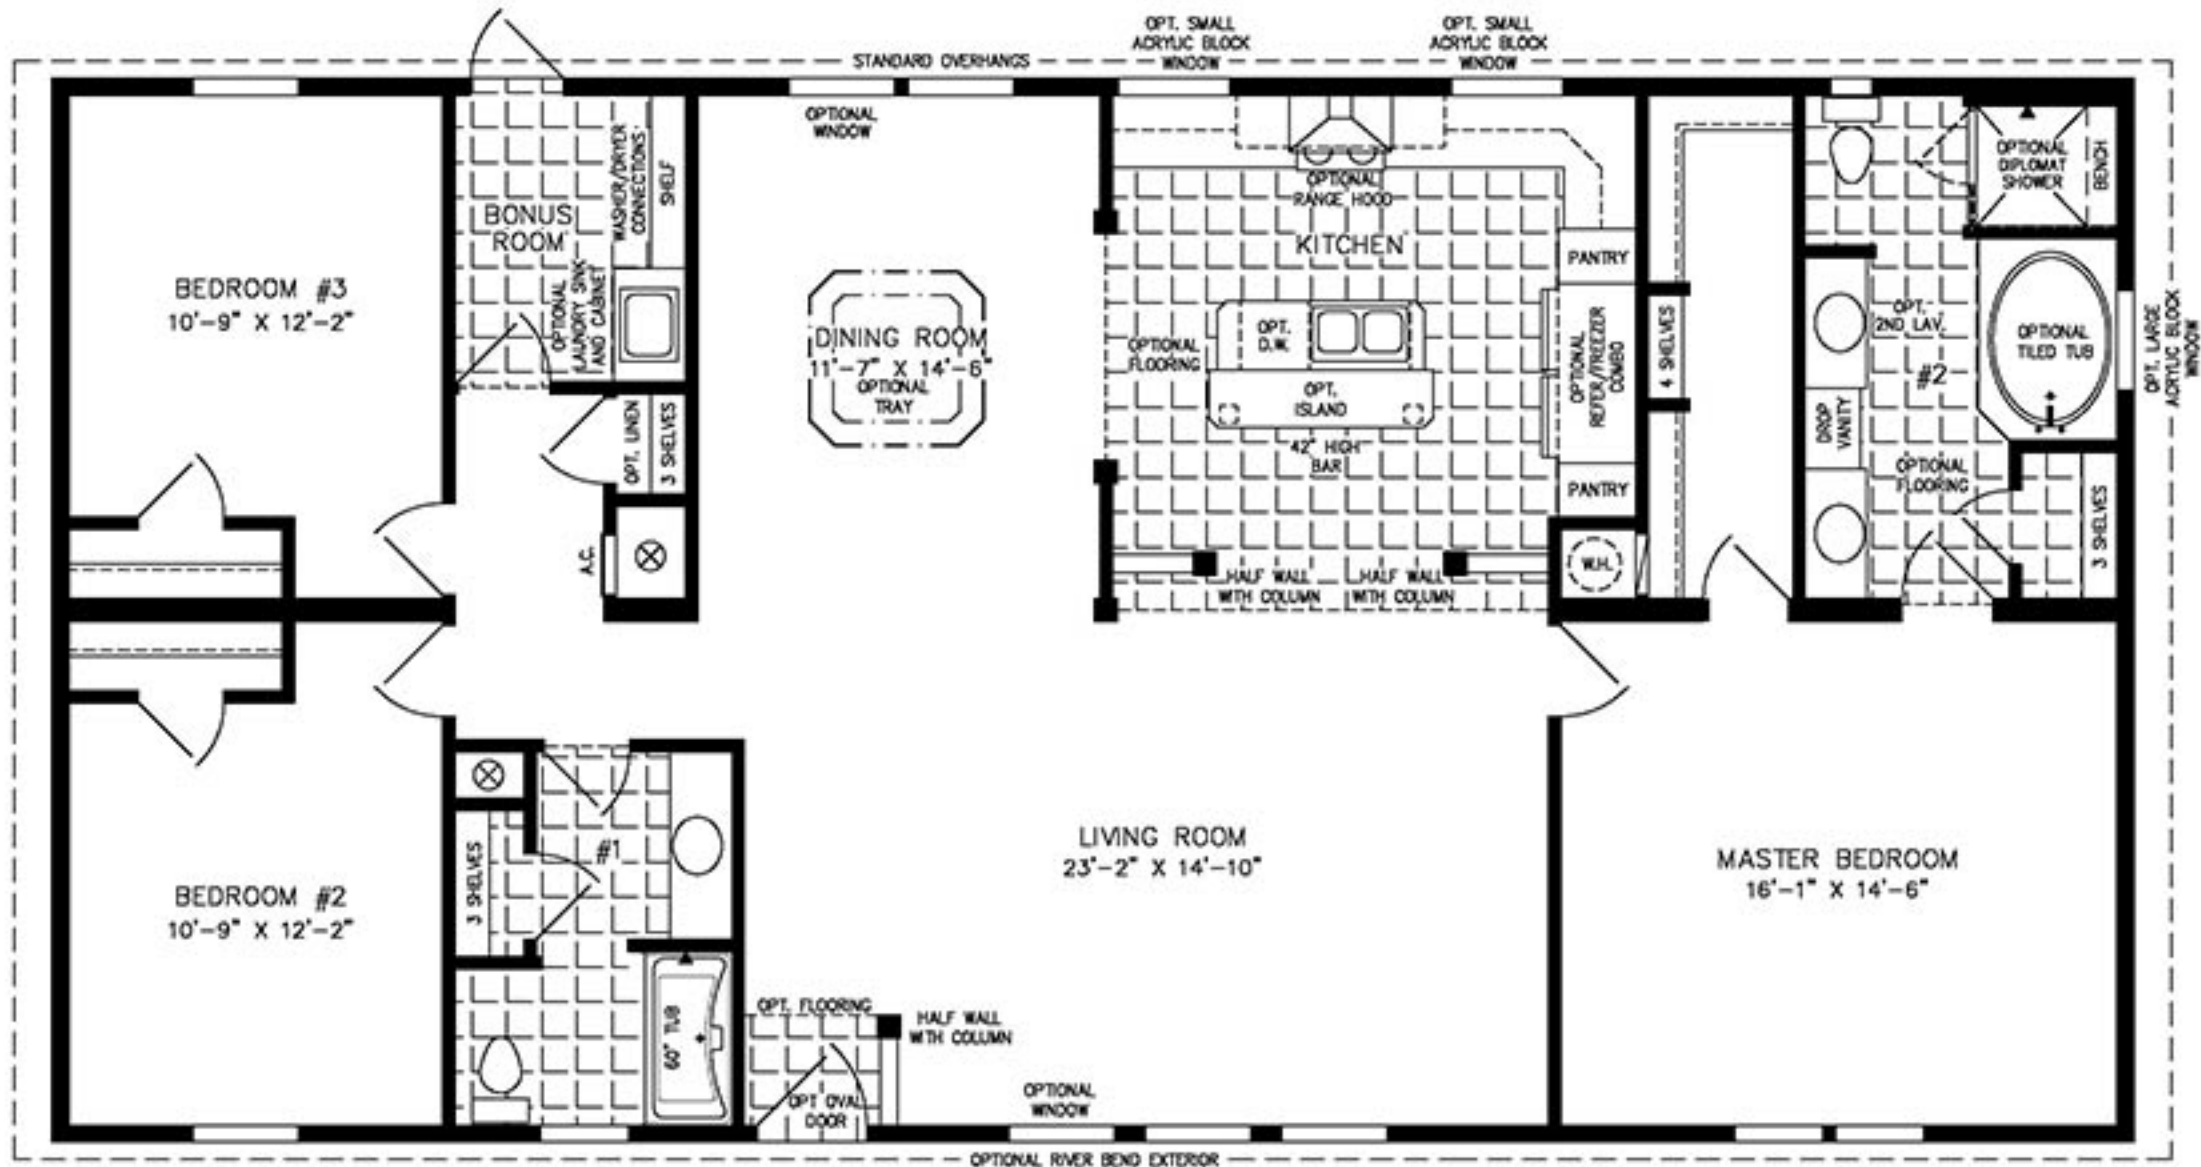 OPT. SMALL
ACRYLIC BLOCK
WINDOW
OPT. SMALL
ACRYLIC BLOCK
WINDOW
STANDARD OVERHANGS
OPTIONAL
WINDOW
BEDROOM #3
10'-9" X 12'-2"
BONUS
ROOM
WASHER/DRYER
CONNECTIONS
SHELF
OPTIONAL
LAUNDRY SINK
AND CABINET
OPT. LINEN
3 SHELVES
A.C.
DINING ROOM
11'-7" X 14'-6"
OPTIONAL
TRAY
OPTIONAL
RANGE HOOD
KITCHEN
OPTIONAL
FLOORING
OPT.
D.W.
OPT.
ISLAND
42" HIGH
BAR
PANTRY
OPTIONAL
REFER/FREEZER
COMBO
PANTRY
HALF WALL
WITH COLUMN
HALF WALL
WITH COLUMN
W.H.
4 SHELVES
OPTIONAL
DIPLOMAT
SHOWER
BENCH
OPT.
2ND LAV.
#2
OPTIONAL
TILED TUB
OPT. LARGE
ACRYLIC BLOCK
WINDOW
DROP
VANITY
OPTIONAL
FLOORING
3 SHELVES
BEDROOM #2
10'-9" X 12'-2"
3 SHELVES
#1
60" TUB
LIVING ROOM
23'-2" X 14'-10"
MASTER BEDROOM
16'-1" X 14'-6"
OPT. FLOORING
HALF WALL
WITH COLUMN
OPT OVAL
DOOR
OPTIONAL
WINDOW
OPTIONAL RIVER BEND EXTERIOR